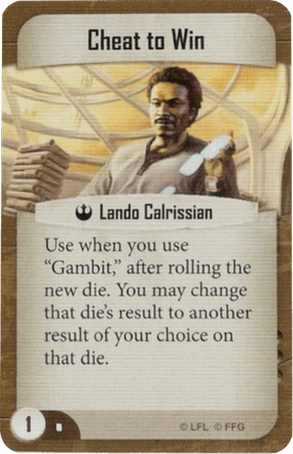 Cheat to Win
Lando Calrissian
Use when you use
“Gambit,” after rolling the
new die. You may change
that die’s result to another
result of your choice on
that die.
1
© LFL © FFG